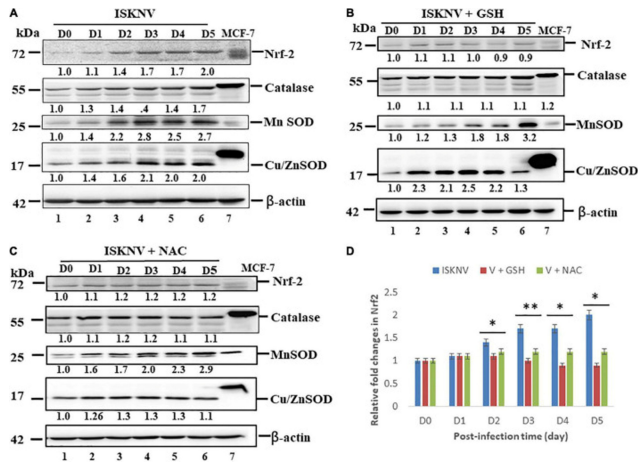 A
ISKNV
kDa D0 D1 D2 D3 D4 D5 MCF-7
72 Nrf-2
1.0 1.1 1.4 1.7 1.7 2.0
55 Catalase
1.0 1.3 1.4 .4 1.4 1.7
25 Mn SOD
1.0 1.4 2.2 2.8 2.5 2.7
17 Cu/ZnSOD
1.0 1.4 1.6 2.1 2.0 2.0
42 β-actin
1 2 3 4 5 6 7
B
ISKNV + GSH
kDa D0 D1 D2 D3 D4 D5 MCF-7
72 Nrf-2
1.0 1.1 1.1 1.0 0.9 0.9
55 Catalase
1.0 1.1 1.1 1.1 1.1 1.2
25 MnSOD
1.0 1.2 1.3 1.8 1.8 3.2
17 Cu/ZnSOD
1.0 2.3 2.1 2.5 2.2 1.3
42 β-actin
1 2 3 4 5 6 7
C
ISKNV + NAC
kDa D0 D1 D2 D3 D4 D5 MCF-7
72 Nrf-2
1.0 1.1 1.2 1.2 1.2 1.2
55 Catalase
1.0 1.1 1.2 1.2 1.1 1.1
25 MnSOD
1.0 1.6 1.7 2.0 2.3 2.9
17 Cu/ZnSOD
1.0 1.26 1.3 1.3 1.3 1.1
42 β-actin
1 2 3 4 5 6 7
D
ISKNV V + GSH V + NAC
Relative fold changes in Nrf2
2.5
2
1.5
1
0.5
0
* ** * *
D0 D1 D2 D3 D4 D5
Post-infection time (day)